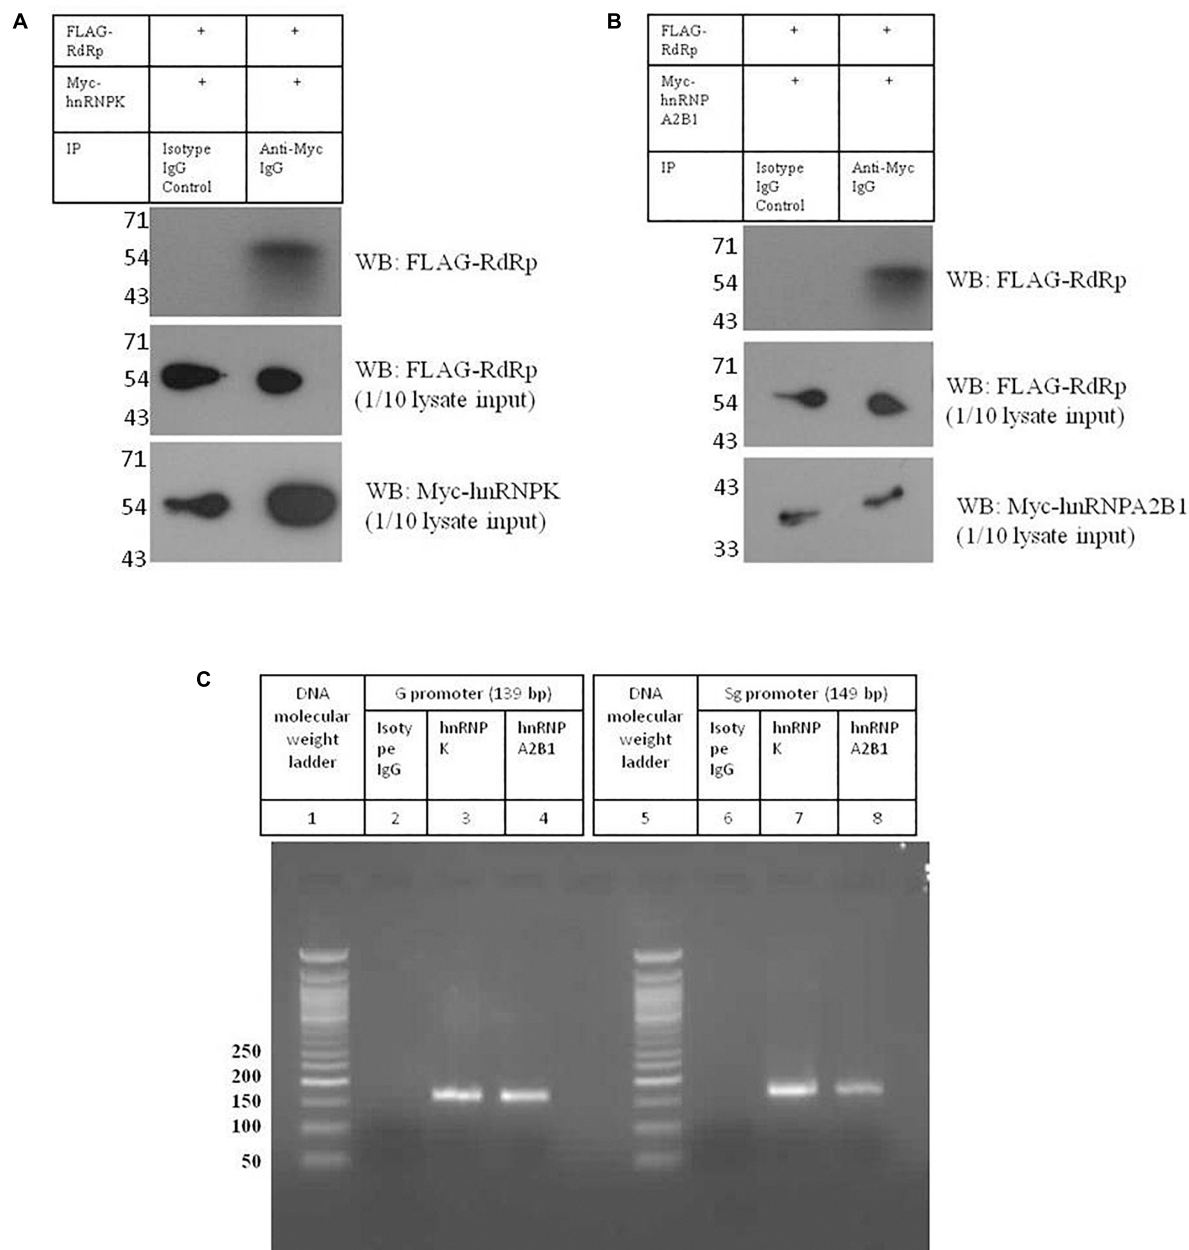 A
FLAG-
RdRp
+
+
Myc-
hnRNPK
+
+
IP
Isotype
IgG
Control
Anti-Myc
IgG
71
54
43
WB: FLAG-RdRp
71
54
43
WB: FLAG-RdRp
(1/10 lysate input)
71
54
43
WB: Myc-hnRNPK
(1/10 lysate input)
B
FLAG-
RdRp
+
+
Myc-
hnRNP
A2B1
+
+
IP
Isotype
IgG
Control
Anti-Myc
IgG
71
54
43
WB: FLAG-RdRp
71
54
43
WB: FLAG-RdRp
(1/10 lysate input)
43
33
WB: Myc-hnRNPA2B1
(1/10 lysate input)
C
DNA
molecular
weight
ladder
G promoter (139 bp)
Isoty
pe
IgG
hnRNP
K
hnRNP
A2B1
1
2
3
4
DNA
molecular
weight
ladder
Sg promoter (149 bp)
Isoty
pe
IgG
hnRNP
K
hnRNP
A2B1
5
6
7
8
250
200
150
100
50